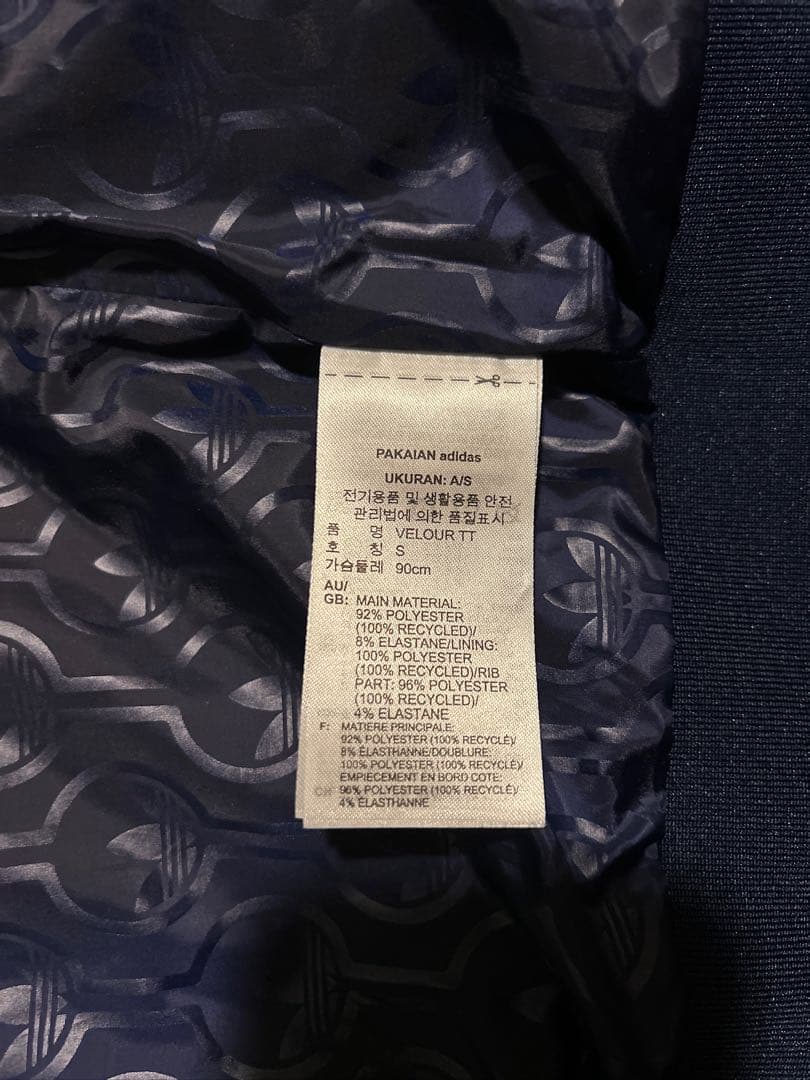 PAKAIAN adidas
UKURAN: A/S
전기용품 및 생활용품 안전
관리법에 의한 품질표시
품 명 VELOUR TT
호 칭 S
가슴둘레 90cm
AU/
GB: MAIN MATERIAL:
92% POLYESTER
(100% RECYCLED)/
8% ELASTANE/LINING:
100% POLYESTER
(100% RECYCLED)/RIB
PART: 96% POLYESTER
(100% RECYCLED)/
4% ELASTANE
F: MATIERE PRINCIPALE:
92% POLYESTER (100% RECYCLÉ)/
8% ÉLASTHANNE/DOUBLURE:
100% POLYESTER (100% RECYCLÉ)/
EMPIECEMENT EN BORD COTE:
96% POLYESTER (100% RECYCLÉ)/
4% ÉLASTHANNE